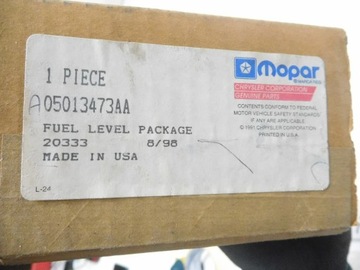 1 PIECE
A05013473AA
FUEL LEVEL PACKAGE
20333 8/98
MADE IN USA
L-24
Mopar
CHRYSLER CORPORATION
GENUINE PARTS
CONTENTS CONFORM TO FEDERAL
MOTOR VEHICLE SAFETY STANDARDS
IF ANY ARE APPLICABLE
© 1991 CHRYSLER CORPORATION
PRINTED IN U.S.A.